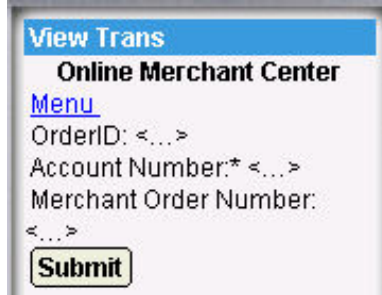 View Trans
Online Merchant Center
Menu
OrderID: <...>
Account Number:* <...>
Merchant Order Number:
<...>
Submit